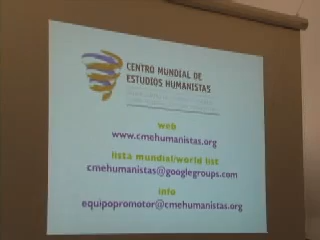 CENTRO MUNDIAL DE
ESTUDIOS HUMANISTAS
web
www.cmehumanistas.org
lista mundial/world list
cmehumanistas@googlegroups.com
info
equipopromotor@cmehumanistas.org